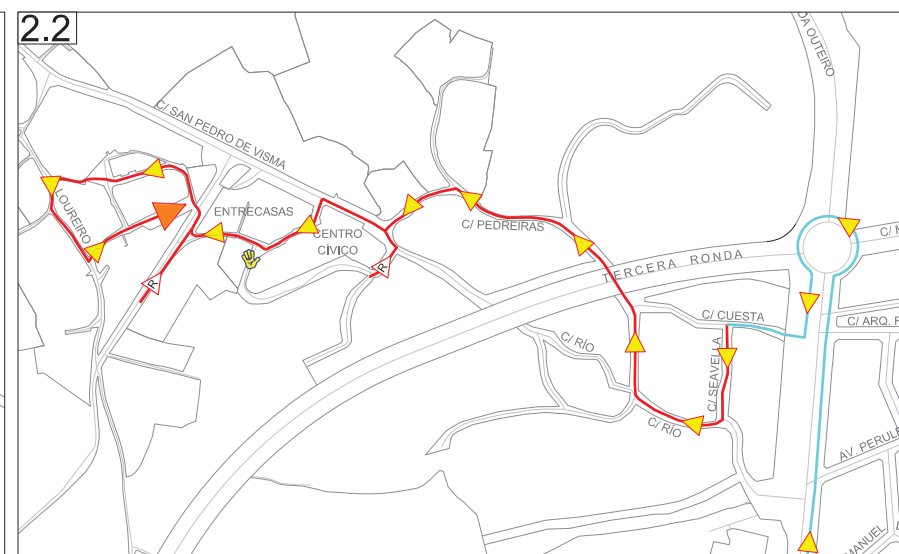 2.2
DA OUTEIRO
C/ SAN PEDRO DE VISMA
LOUREIRO
ENTRECASAS
CENTRO
CÍVICO
C/ PEDREIRAS
C/ M
TERCERA RONDA
R
R
C/ CUESTA
C/ ARQ. R
C/ RÍO
C/ SEAVELLA
C/ RÍO
AV. PERULE
MANUEL